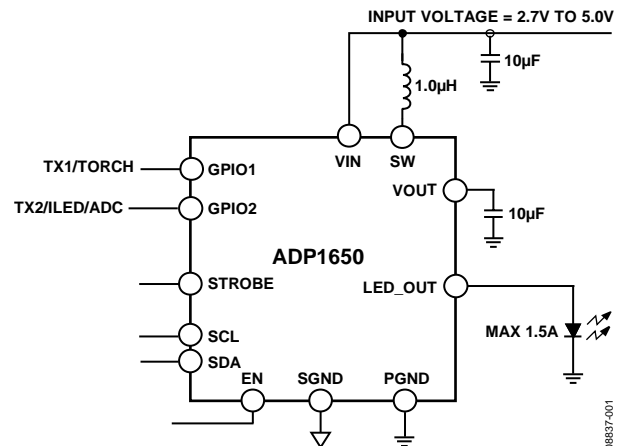 INPUT VOLTAGE = 2.7V TO 5.0V
10µF
1.0µH
VIN
SW
TX1/TORCH
GPIO1
VOUT
TX2/ILED/ADC
GPIO2
10µF
ADP1650
STROBE
LED_OUT
MAX 1.5A
SCL
SDA
EN
SGND
PGND
08837-001